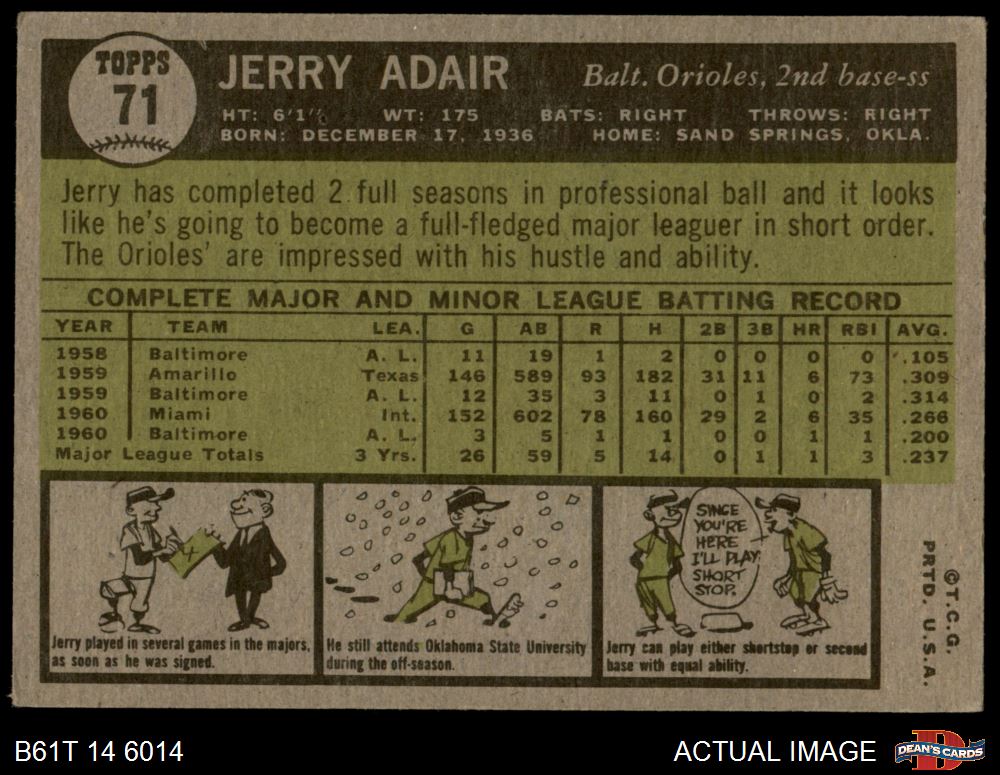 TOPPS
71
JERRY ADAIR
Balt. Orioles, 2nd base-ss
HT: 6'1" WT: 175 BATS: RIGHT THROWS: RIGHT
BORN: DECEMBER 17, 1936 HOME: SAND SPRINGS, OKLA.
Jerry has completed 2 full seasons in professional ball and it looks
like he's going to become a full-fledged major leaguer in short order.
The Orioles' are impressed with his hustle and ability.
COMPLETE MAJOR AND MINOR LEAGUE BATTING RECORD
YEAR TEAM LEA. G AB R H 2B 3B HR RBI AVG.
1958 Baltimore A. L. 11 19 1 2 0 0 0 0 .105
1959 Amarillo Texas 146 589 93 182 31 11 6 73 .309
1959 Baltimore A. L. 12 35 3 11 0 1 0 2 .314
1960 Miami Int. 152 602 78 160 29 2 6 35 .266
1960 Baltimore A. L. 3 5 1 1 0 0 1 1 .200
Major League Totals 3 Yrs. 26 59 5 14 0 1 1 3 .237
Jerry played in several games in the majors,
as soon as he was signed.
He still attends Oklahoma State University
during the off-season.
SINCE
YOU'RE
HERE
I'LL PLAY
SHORT
STOP.
Jerry can play either shortstop or second
base with equal ability.
© T.C.G.
PRTD. U.S.A.
B61T 14 6014
ACTUAL IMAGE
D
DEAN'S CARDS